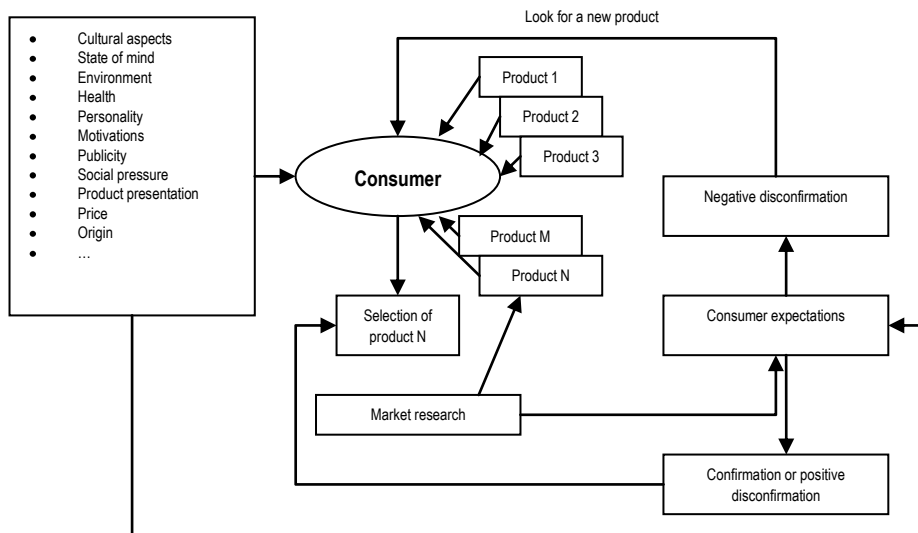 Look for a new product
● Cultural aspects
● State of mind
● Environment
● Health
● Personality
● Motivations
● Publicity
● Social pressure
● Product presentation
● Price
● Origin
● …
Product 1
Product 2
Product 3
Consumer
Product M
Product N
Negative disconfirmation
Selection of
product N
Consumer expectations
Market research
Confirmation or positive
disconfirmation